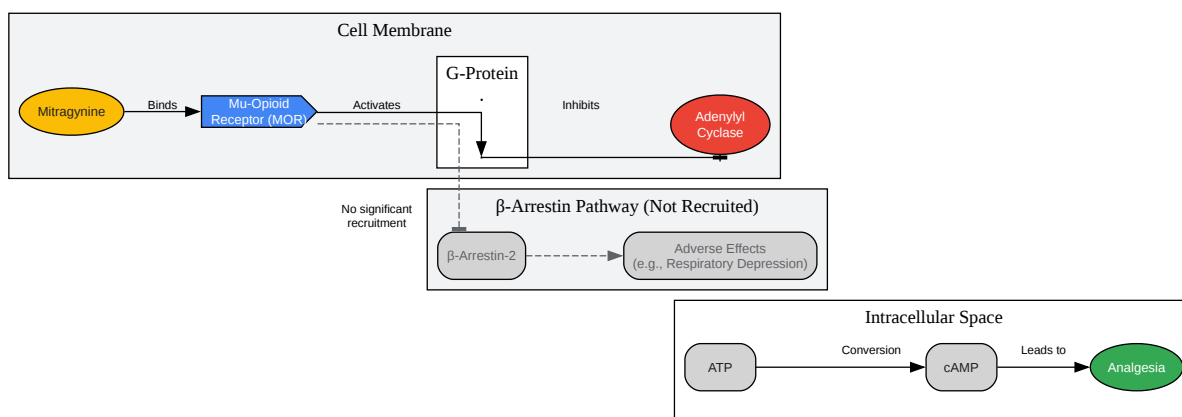 Cell Membrane
G-Protein
Mitragynine
Binds
Mu-Opioid
Receptor (MOR)
Activates
Inhibits
Adenylyl
Cyclase
No significant
recruitment
β-Arrestin Pathway (Not Recruited)
β-Arrestin-2
Adverse Effects
(e.g., Respiratory Depression)
Intracellular Space
ATP
Conversion
cAMP
Leads to
Analgesia